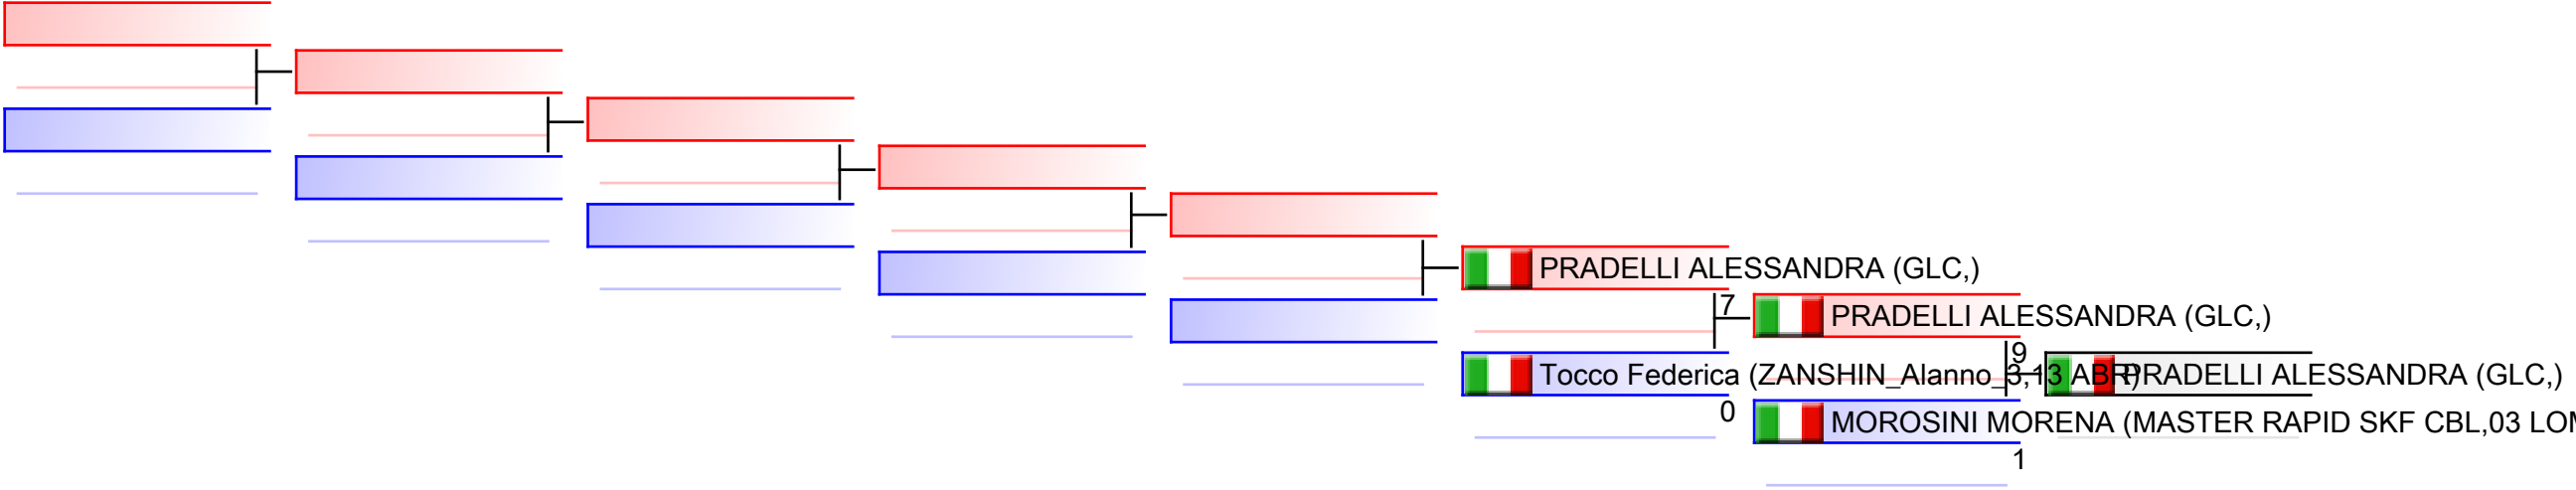 PRADELLI ALESSANDRA (GLC,)
7
PRADELLI ALESSANDRA (GLC,)
9
Tocco Federica (ZANSHIN_Alanno_3,13 ABR)
PRADELLI ALESSANDRA (GLC,)
0
MOROSINI MORENA (MASTER RAPID SKF CBL,03 LOM
1